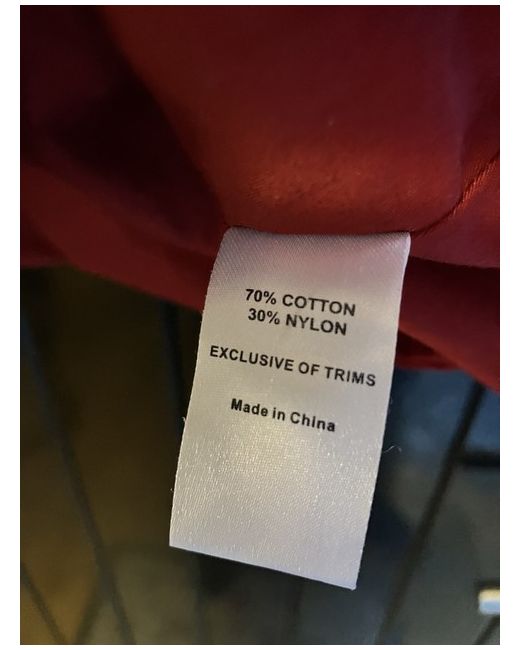 70% COTTON
30% NYLON
EXCLUSIVE OF TRIMS
Made in China